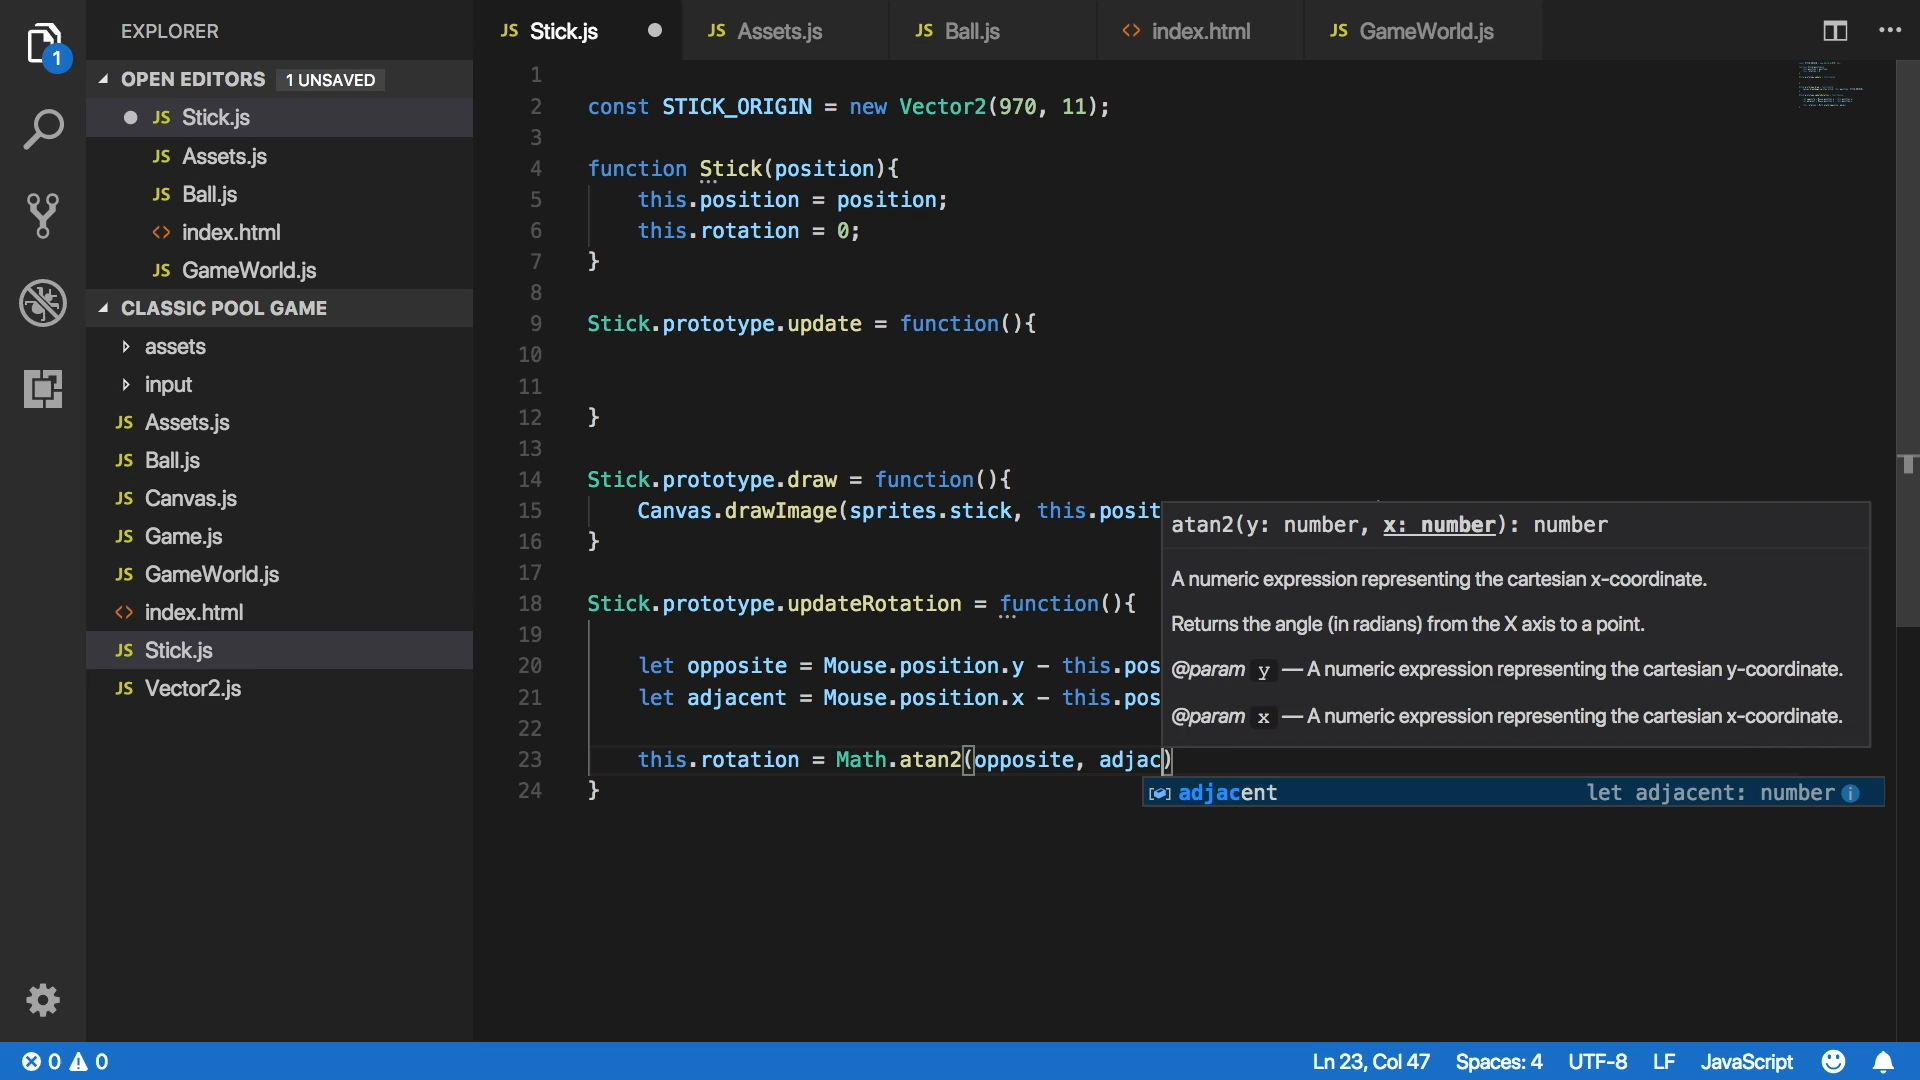 EXPLORER
1
OPEN EDITORS 1 UNSAVED
JS Stick.js
JS Assets.js
JS Ball.js
<> index.html
JS GameWorld.js
CLASSIC POOL GAME
assets
input
JS Assets.js
JS Ball.js
JS Canvas.js
JS Game.js
JS GameWorld.js
<> index.html
JS Stick.js
JS Vector2.js
JS Stick.js JS Assets.js JS Ball.js <> index.html JS GameWorld.js
1
2 const STICK_ORIGIN = new Vector2(970, 11);
3
4 function Stick(position){
5 this.position = position;
6 this.rotation = 0;
7 }
8
9 Stick.prototype.update = function(){
10
11
12 }
13
14 Stick.prototype.draw = function(){
15 Canvas.drawImage(sprites.stick, this.posit
16 }
17
18 Stick.prototype.updateRotation = function(){
19
20 let opposite = Mouse.position.y - this.pos
21 let adjacent = Mouse.position.x - this.pos
22
23 this.rotation = Math.atan2(opposite, adjac)
24 }
atan2(y: number, x: number): number
A numeric expression representing the cartesian x-coordinate.
Returns the angle (in radians) from the X axis to a point.
@param y — A numeric expression representing the cartesian y-coordinate.
@param x — A numeric expression representing the cartesian x-coordinate.
adjacent let adjacent: number
0 0 Ln 23, Col 47 Spaces: 4 UTF-8 LF JavaScript